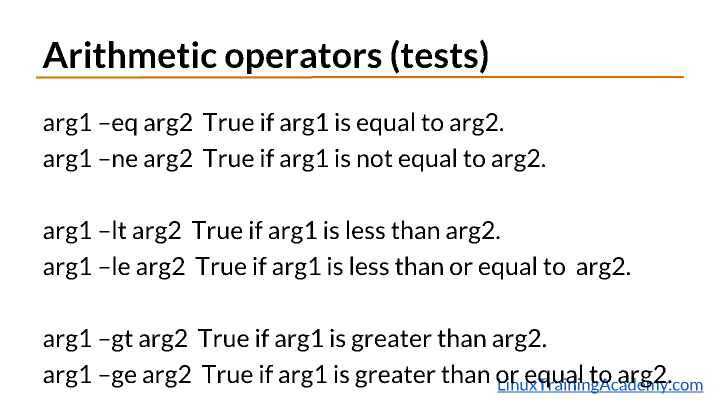 Arithmetic operators (tests)
arg1 –eq arg2  True if arg1 is equal to arg2.
arg1 –ne arg2  True if arg1 is not equal to arg2.
arg1 –lt arg2  True if arg1 is less than arg2.
arg1 –le arg2  True if arg1 is less than or equal to  arg2.
arg1 –gt arg2  True if arg1 is greater than arg2.
arg1 –ge arg2  True if arg1 is greater than or equal to arg2.
LinuxTrainingAcademy.com